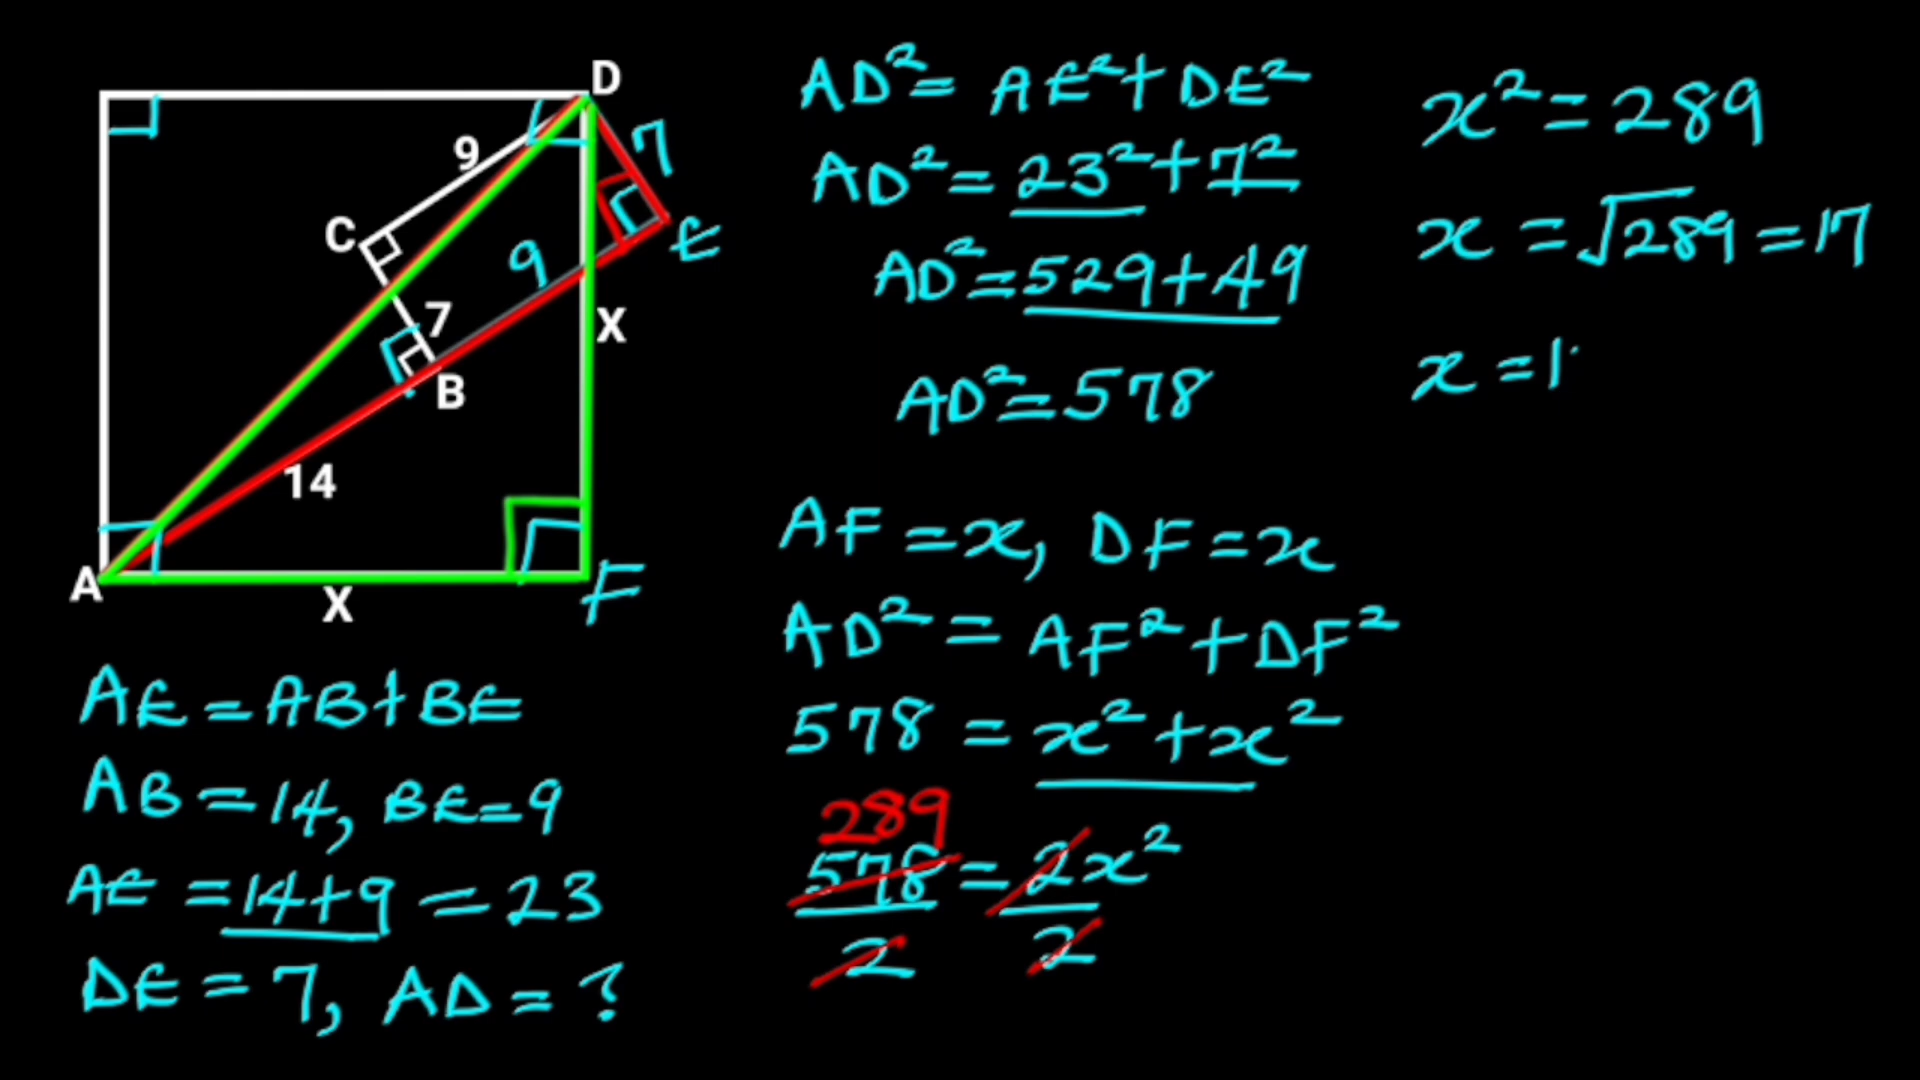 D
9
7
C
E
9
7
X
B
14
A
X
F
AE = AB + BE
AB = 14, BE = 9
AE = 14 + 9 = 23
DE = 7, AD = ?
AD² = AE² + DE²
AD² = 23² + 7²
AD² = 529 + 49
AD² = 578
AF = x, DF = x
AD² = AF² + DF²
578 = x² + x²
289
578 = 2x²
2 2
x² = 289
x = √289 = 17
x = 1